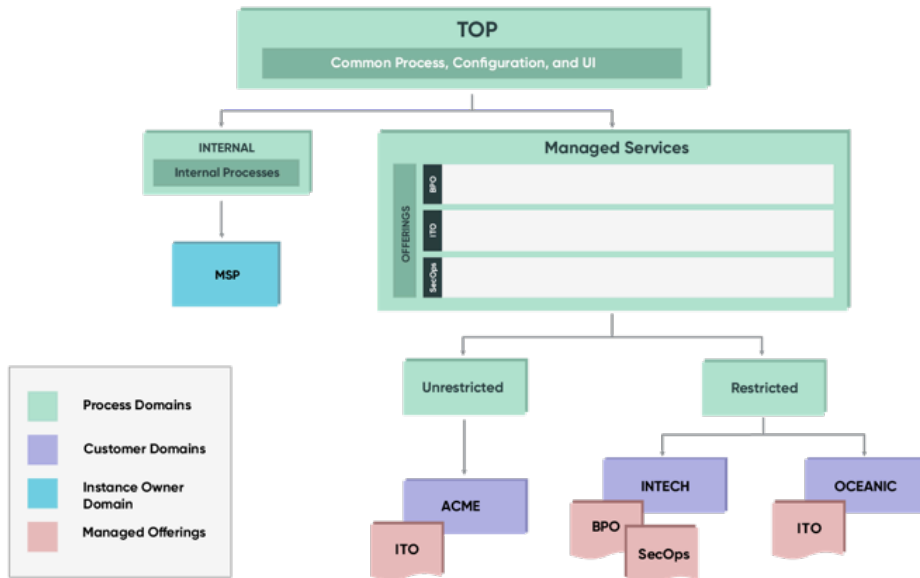 TOP
Common Process, Configuration, and UI
INTERNAL
Internal Processes
Managed Services
OFFERINGS
BPO
ITO
SecOps
MSP
Unrestricted
Restricted
ACME
ITO
INTECH
BPO
SecOps
OCEANIC
ITO
Process Domains
Customer Domains
Instance Owner
Domain
Managed Offerings